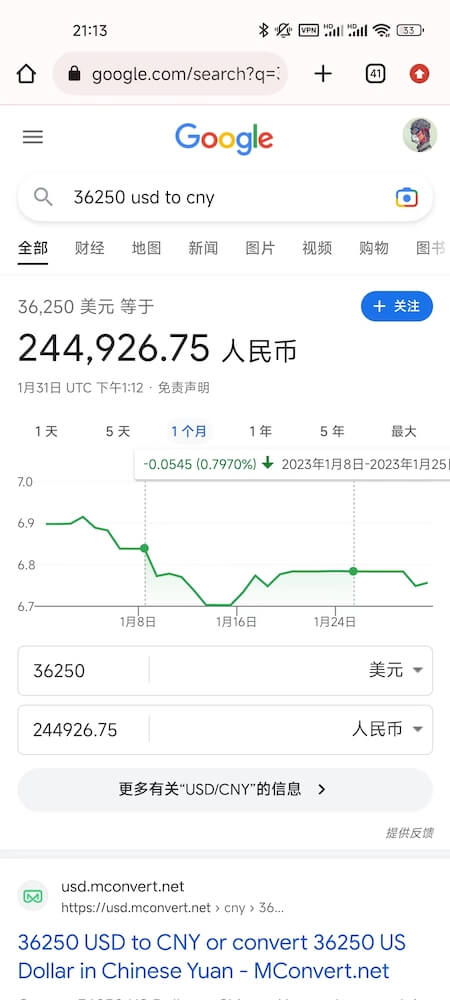 21:13
VPN HD HD 33
google.com/search?q=
41
Google
36250 usd to cny
全部 财经 地图 新闻 图片 视频 购物 图书
36,250 美元 等于
+ 关注
244,926.75 人民币
1月31日 UTC 下午1:12 · 免责声明
1 天 5 天 1 个月 1 年 5 年 最大
-0.0545 (0.7970%) ↓ 2023年1月8日-2023年1月25
7.0
6.9
6.8
6.7
1月8日 1月16日 1月24日
36250 美元
244926.75 人民币
更多有关“USD/CNY”的信息
提供反馈
usd.mconvert.net
https://usd.mconvert.net › cny › 36...
36250 USD to CNY or convert 36250 US
Dollar in Chinese Yuan - MConvert.net